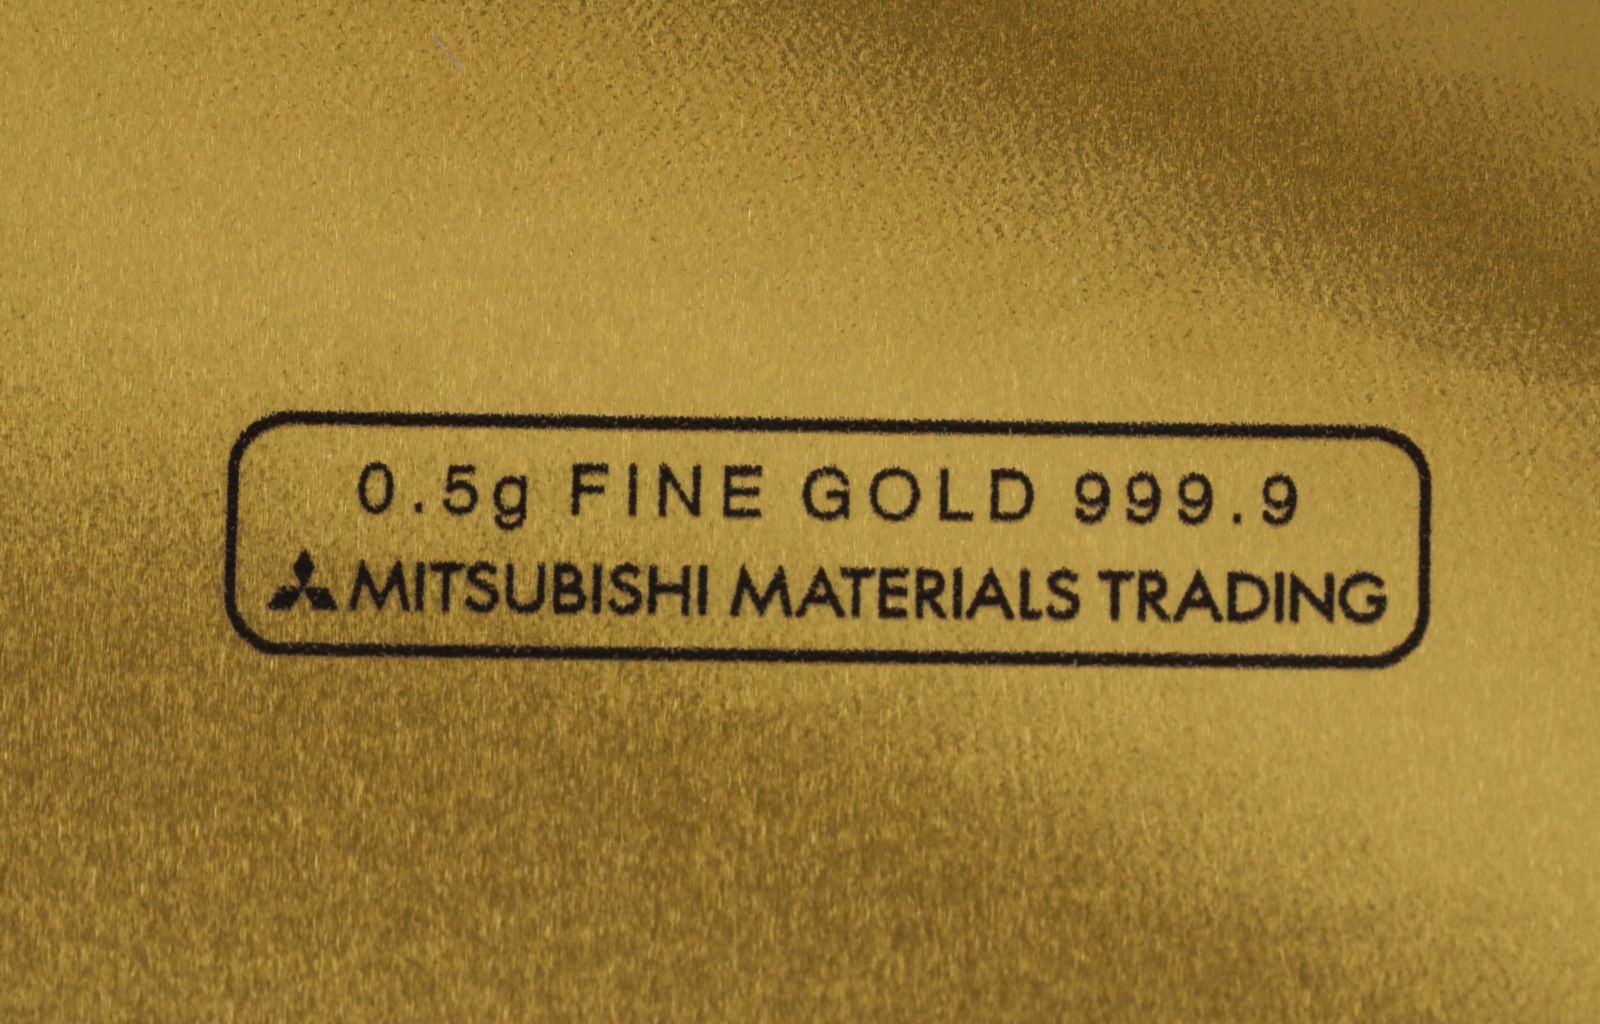 0.5g FINE GOLD 999.9
MITSUBISHI MATERIALS TRADING